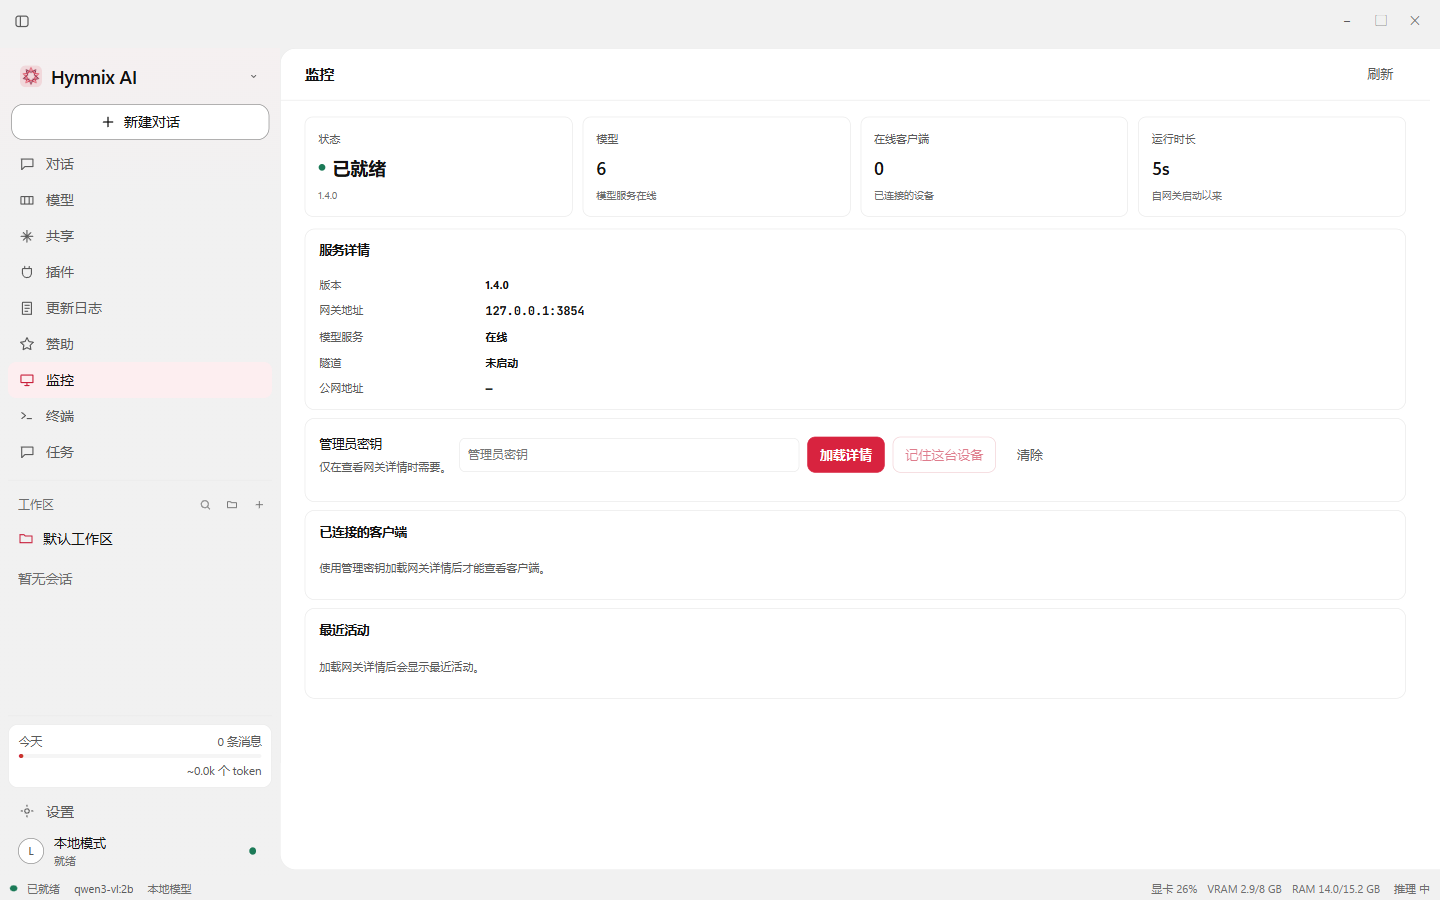 Hymnix AI
新建对话
对话
模型
共享
插件
更新日志
赞助
监控
终端
任务
工作区
默认工作区
暂无会话
今天 0 条消息
~0.0k 个 token
设置
L
本地模式
就绪
监控
刷新
状态
已就绪
1.4.0
模型
6
模型服务在线
在线客户端
0
已连接的设备
运行时长
5s
自网关启动以来
服务详情
版本 1.4.0
网关地址 127.0.0.1:3854
模型服务 在线
隧道 未启动
公网地址 —
管理员密钥
仅在查看网关详情时需要。
管理员密钥
加载详情
记住这台设备
清除
已连接的客户端
使用管理密钥加载网关详情后才能查看客户端。
最近活动
加载网关详情后会显示最近活动。
已就绪 qwen3-vl:2b 本地模型 显卡 26% VRAM 2.9/8 GB RAM 14.0/15.2 GB 推理 中